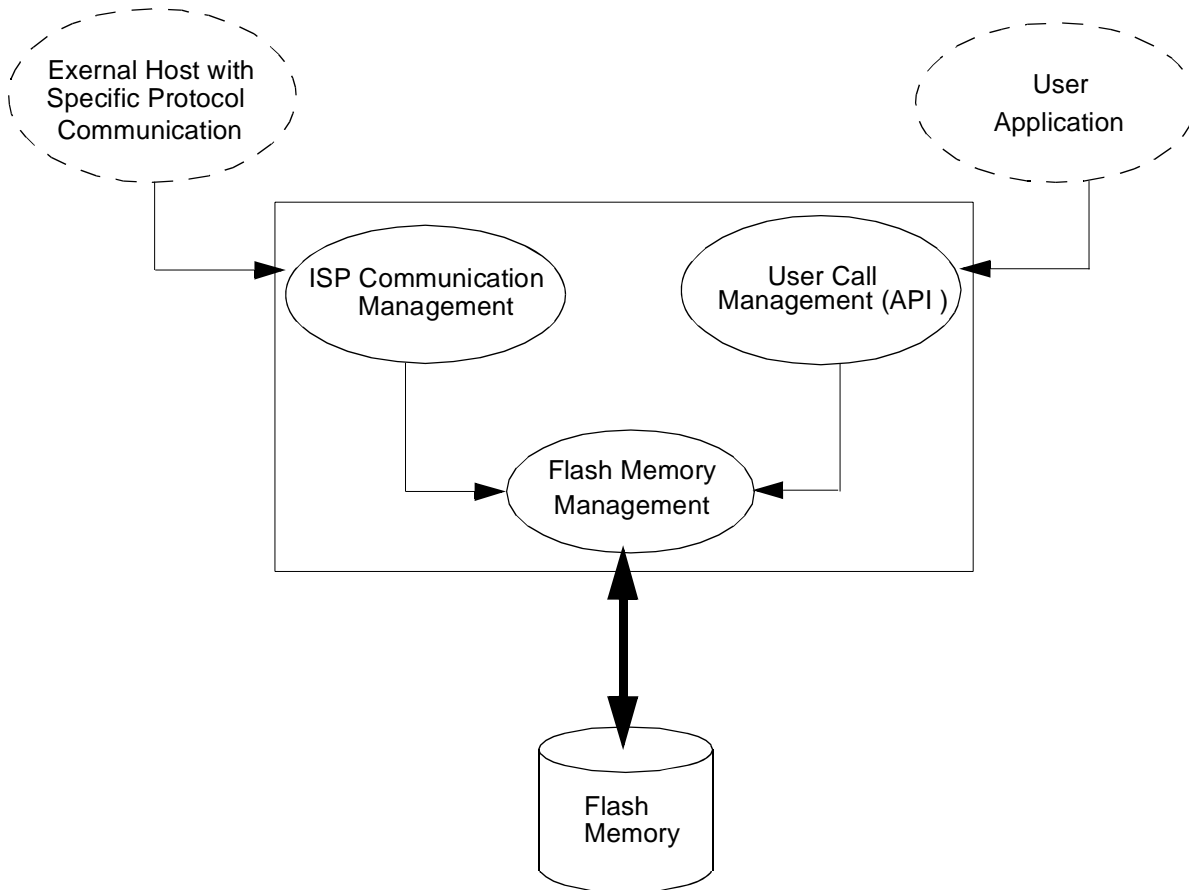 Exernal Host with
Specific Protocol
Communication
User
Application
ISP Communication
Management
User Call
Management (API )
Flash Memory
Management
Flash
Memory